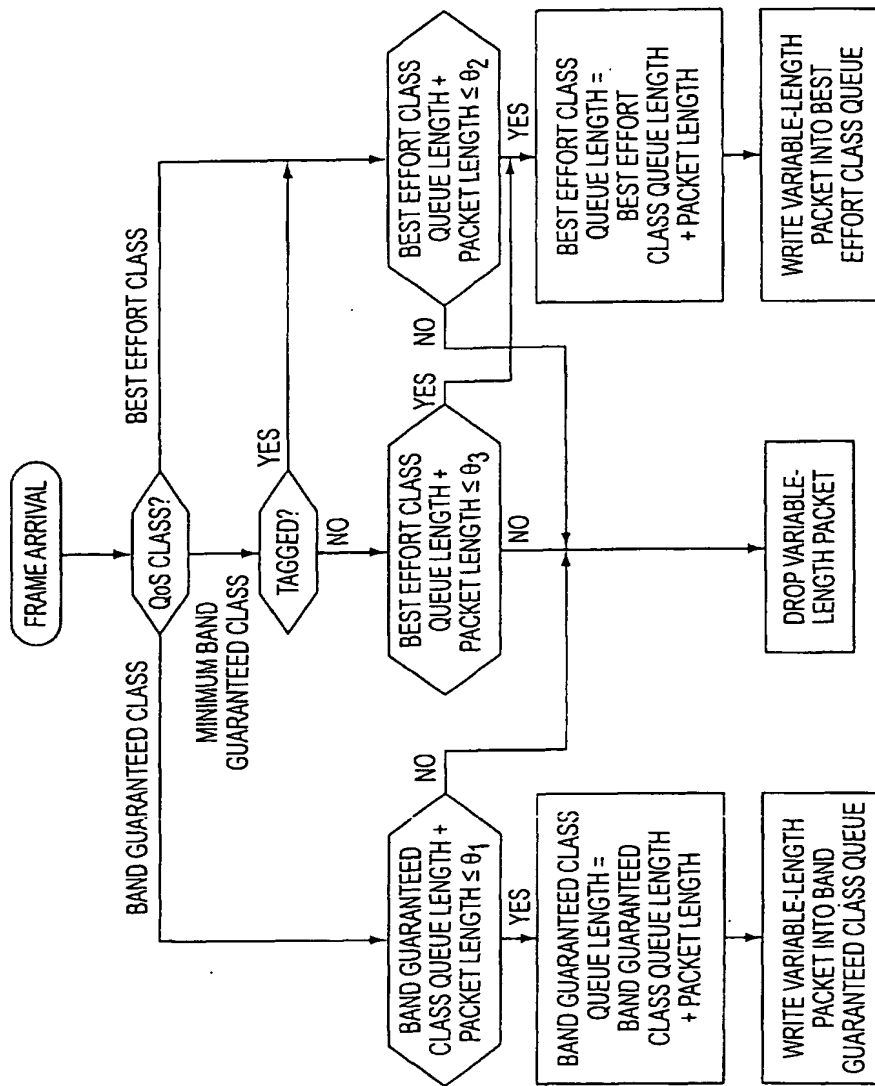 FRAME ARRIVAL
QoS CLASS?
BAND GUARANTEED CLASS
MINIMUM BAND
GUARANTEED CLASS
BEST EFFORT CLASS
TAGGED?
YES
NO
BAND GUARANTEED
CLASS QUEUE LENGTH +
PACKET LENGTH ≤ θ1
NO
YES
BEST EFFORT CLASS
QUEUE LENGTH +
PACKET LENGTH ≤ θ3
YES
NO
BEST EFFORT CLASS
QUEUE LENGTH +
PACKET LENGTH ≤ θ2
NO
YES
BAND GUARANTEED CLASS
QUEUE LENGTH =
BAND GUARANTEED
CLASS QUEUE LENGTH
+ PACKET LENGTH
BEST EFFORT CLASS
QUEUE LENGTH =
BEST EFFORT
CLASS QUEUE LENGTH
+ PACKET LENGTH
WRITE VARIABLE-LENGTH
PACKET INTO BAND
GUARANTEED CLASS QUEUE
DROP VARIABLE-
LENGTH PACKET
WRITE VARIABLE-LENGTH
PACKET INTO BEST
EFFORT CLASS QUEUE